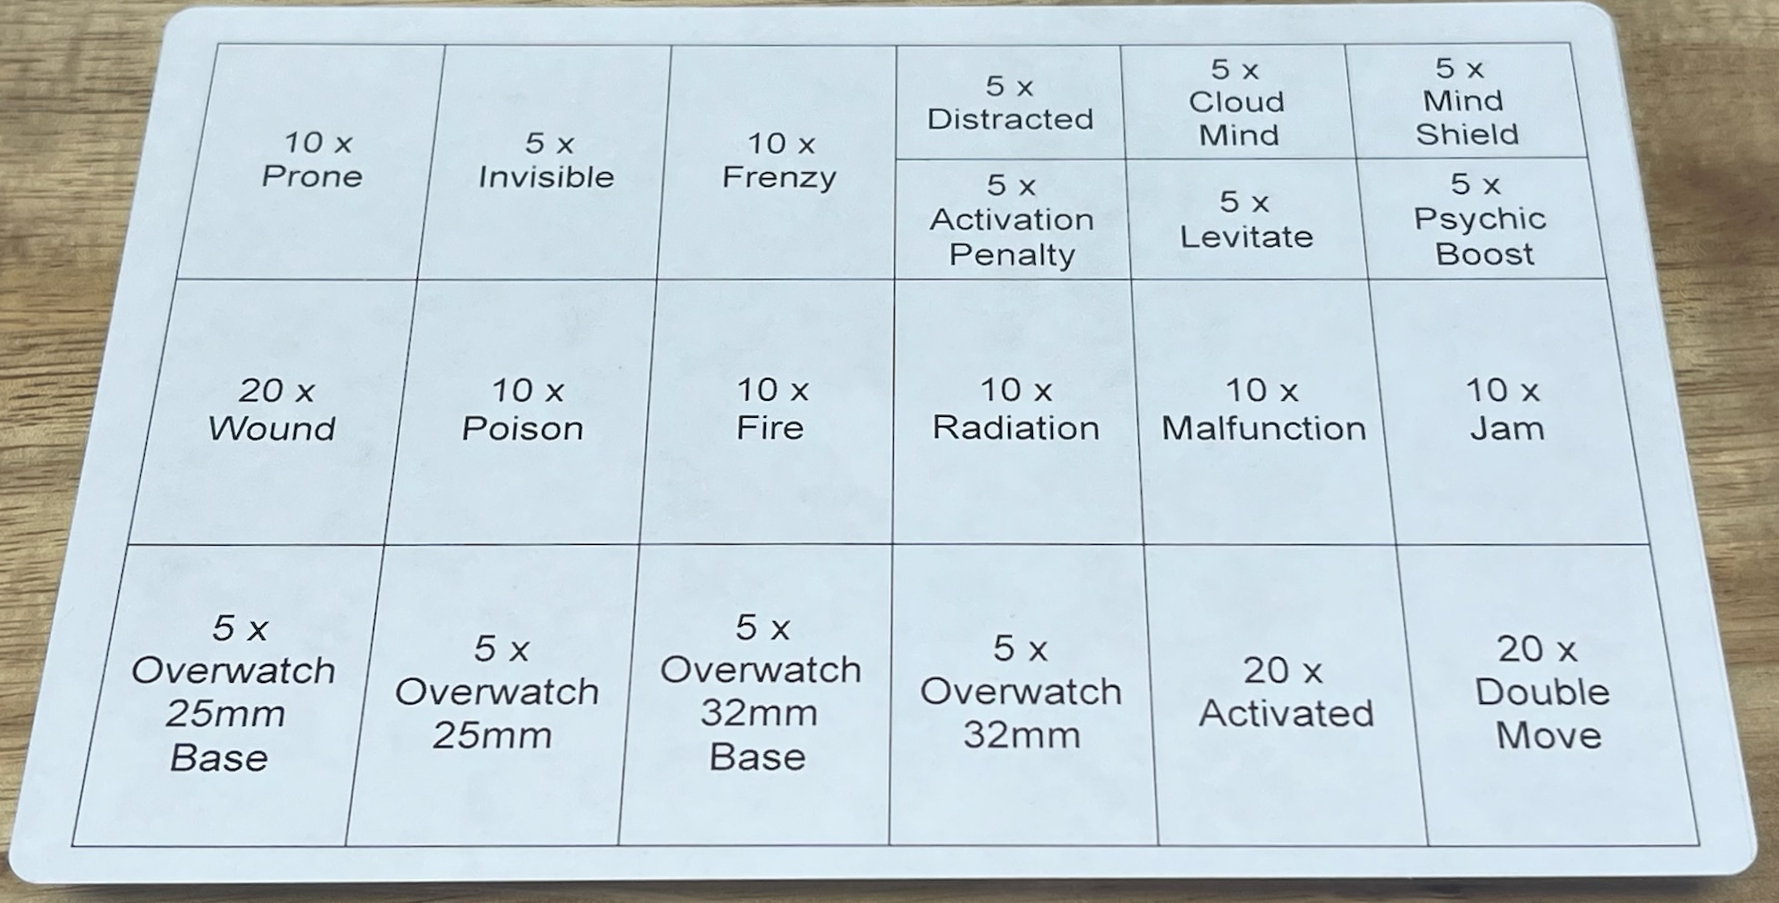 10 x
Prone
5 x
Invisible
10 x
Frenzy
5 x
Distracted
5 x
Cloud
Mind
5 x
Mind
Shield
5 x
Activation
Penalty
5 x
Levitate
5 x
Psychic
Boost
20 x
Wound
10 x
Poison
10 x
Fire
10 x
Radiation
10 x
Malfunction
10 x
Jam
5 x
Overwatch
25mm
Base
5 x
Overwatch
25mm
5 x
Overwatch
32mm
Base
5 x
Overwatch
32mm
20 x
Activated
20 x
Double
Move